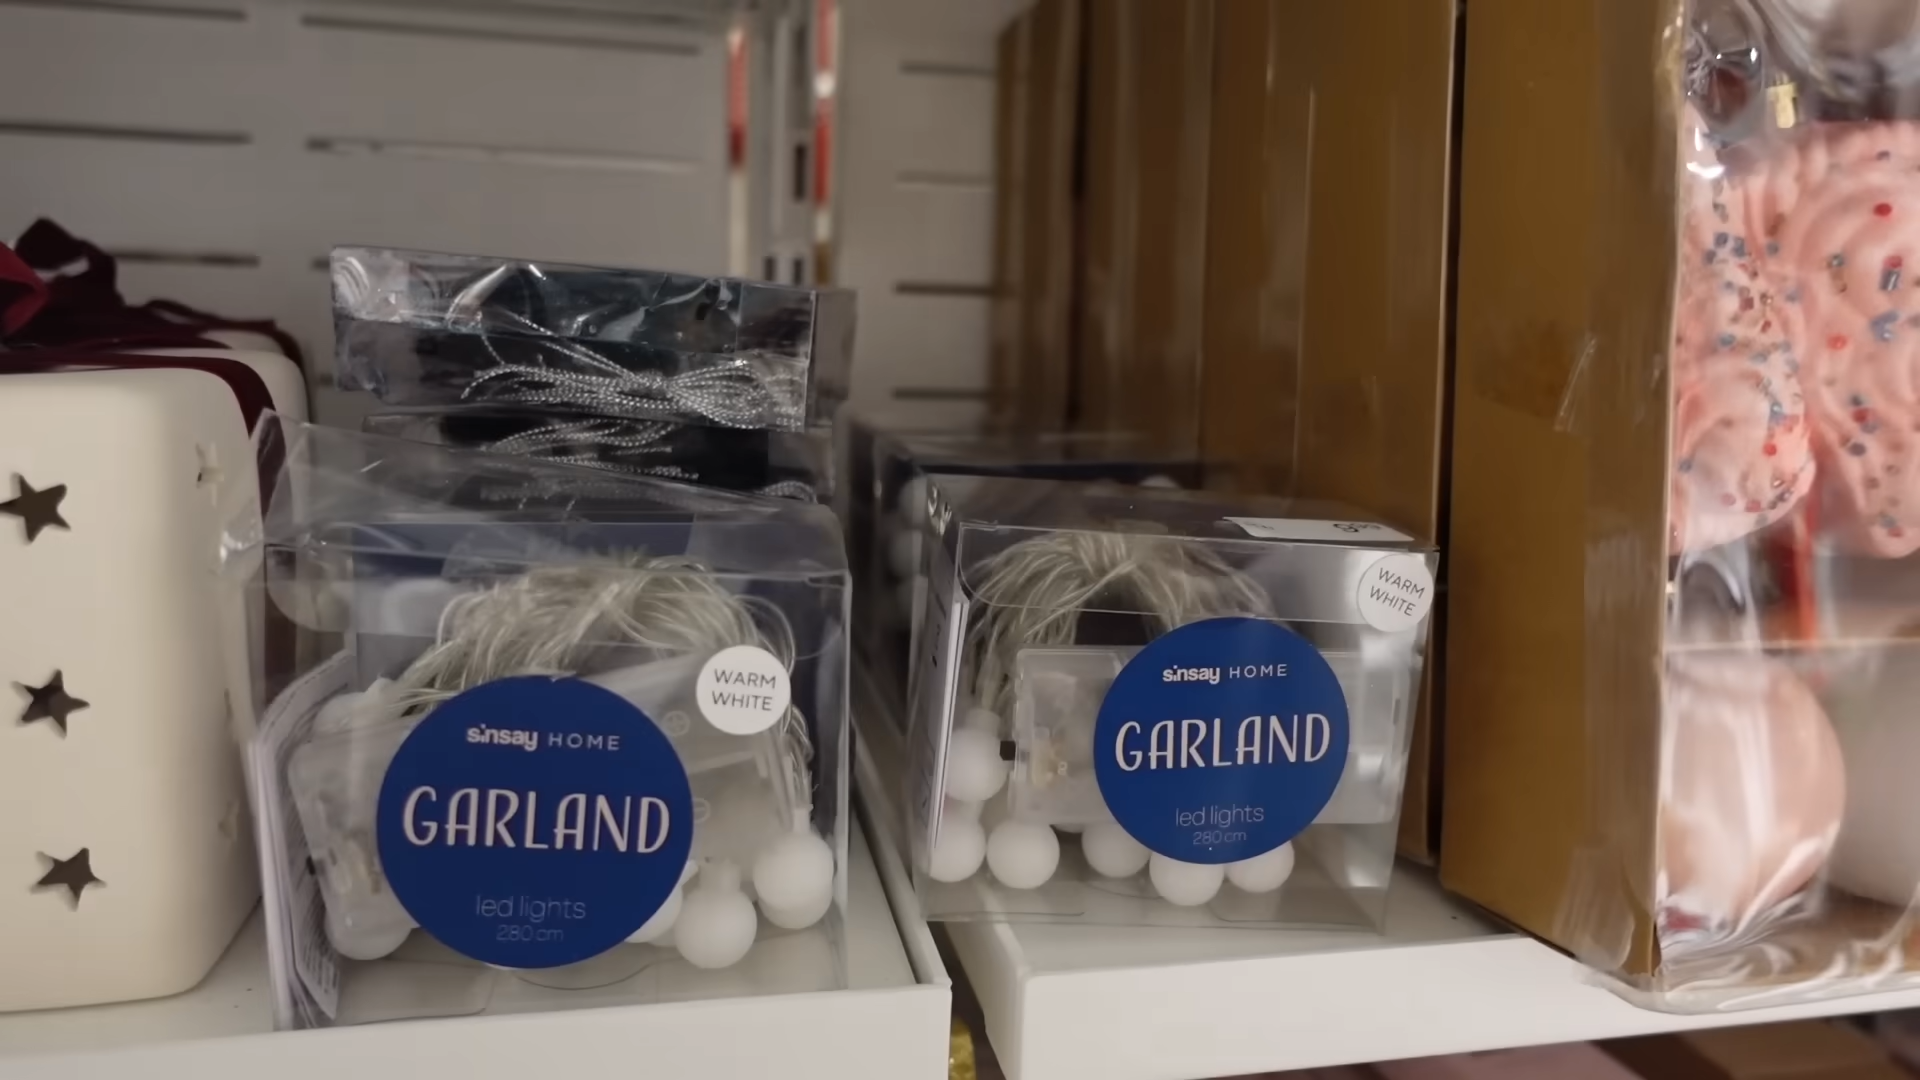 WARM
WHITE
sinsay HOME
GARLAND
led lights
280 cm
WARM
WHITE
sinsay HOME
GARLAND
led lights
280 cm